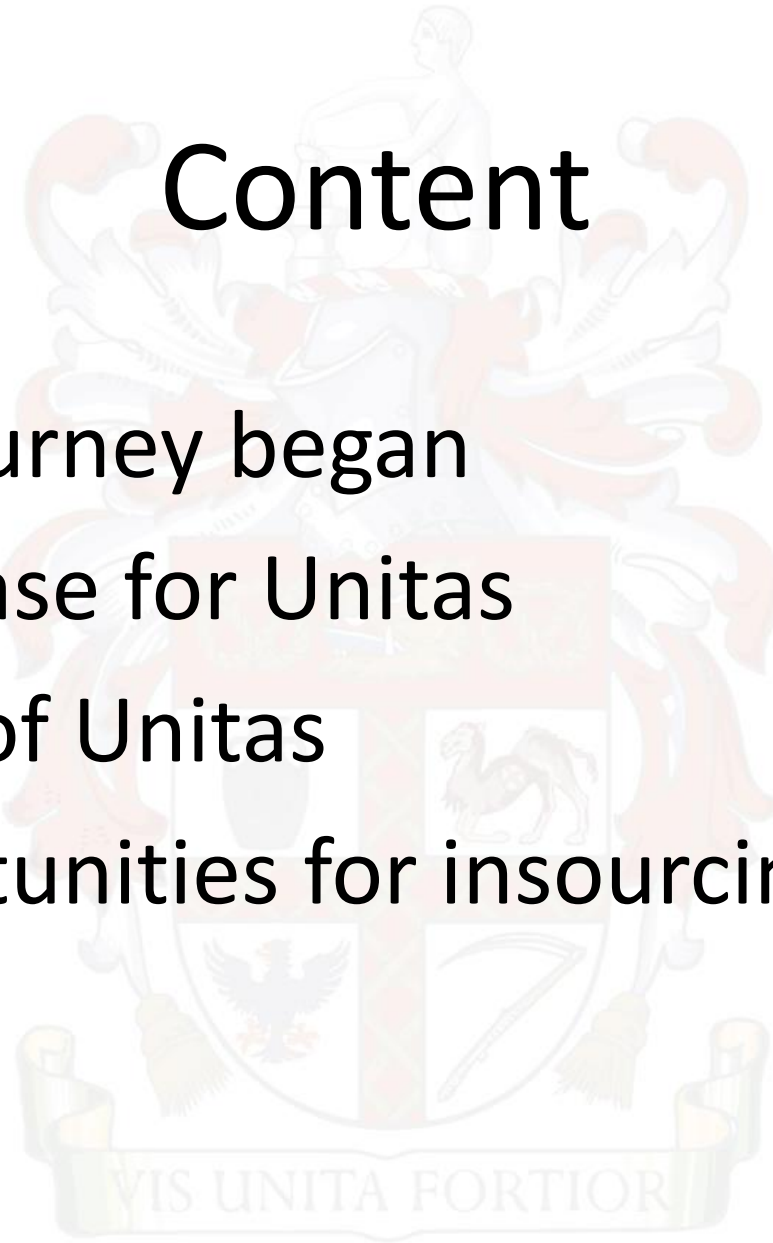 Content
urney began
se for Unitas
of Unitas
tunities for insourcin
VIS UNITA FORTIOR